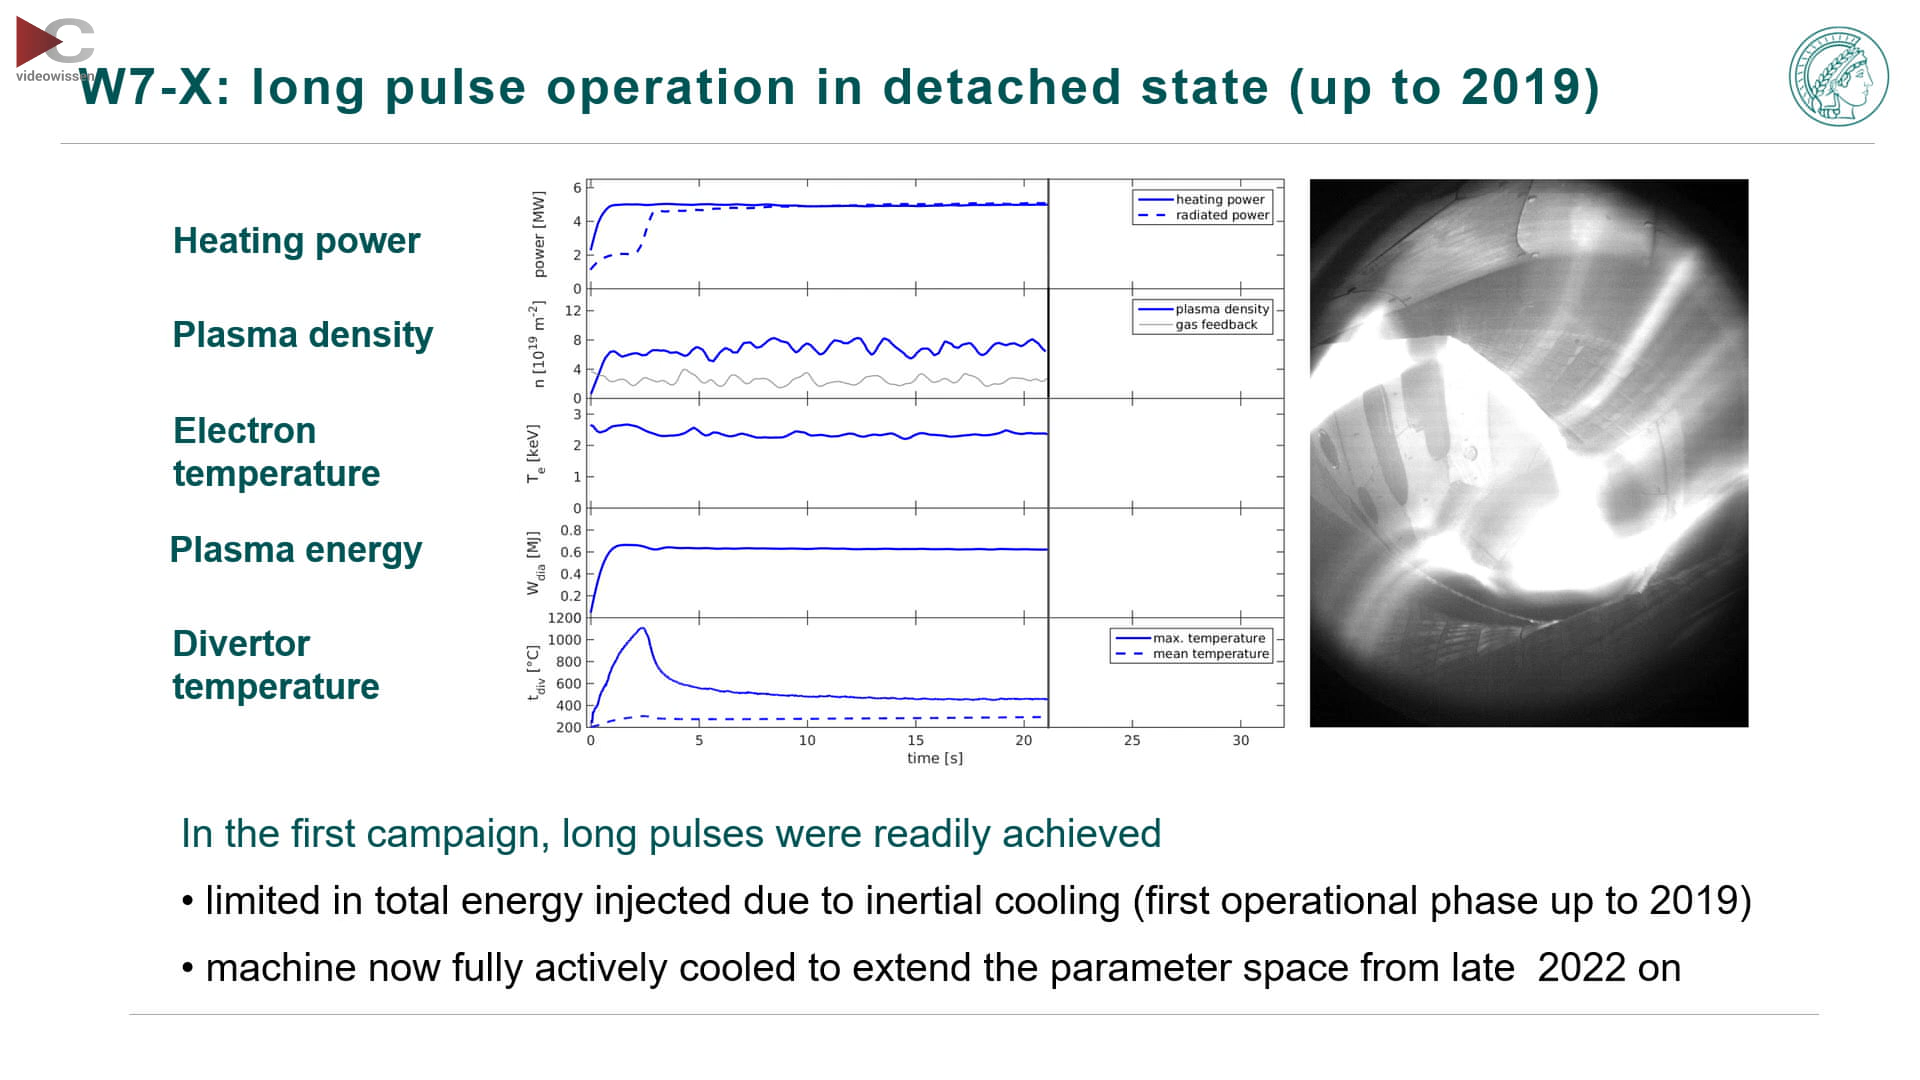 C
videowissen
W7-X: long pulse operation in detached state (up to 2019)
Heating power
Plasma density
Electron
temperature
Plasma energy
Divertor
temperature
power [MW]
6
4
2
0
heating power
radiated power
n [10¹⁹ m⁻²]
12
8
4
0
plasma density
gas feedback
Tₑ [keV]
3
2
1
0
W_dia [MJ]
0.8
0.6
0.4
0.2
t_div [°C]
1200
1000
800
600
400
200
max. temperature
mean temperature
0 5 10 15 20 25 30
time [s]
In the first campaign, long pulses were readily achieved
• limited in total energy injected due to inertial cooling (first operational phase up to 2019)
• machine now fully actively cooled to extend the parameter space from late 2022 on